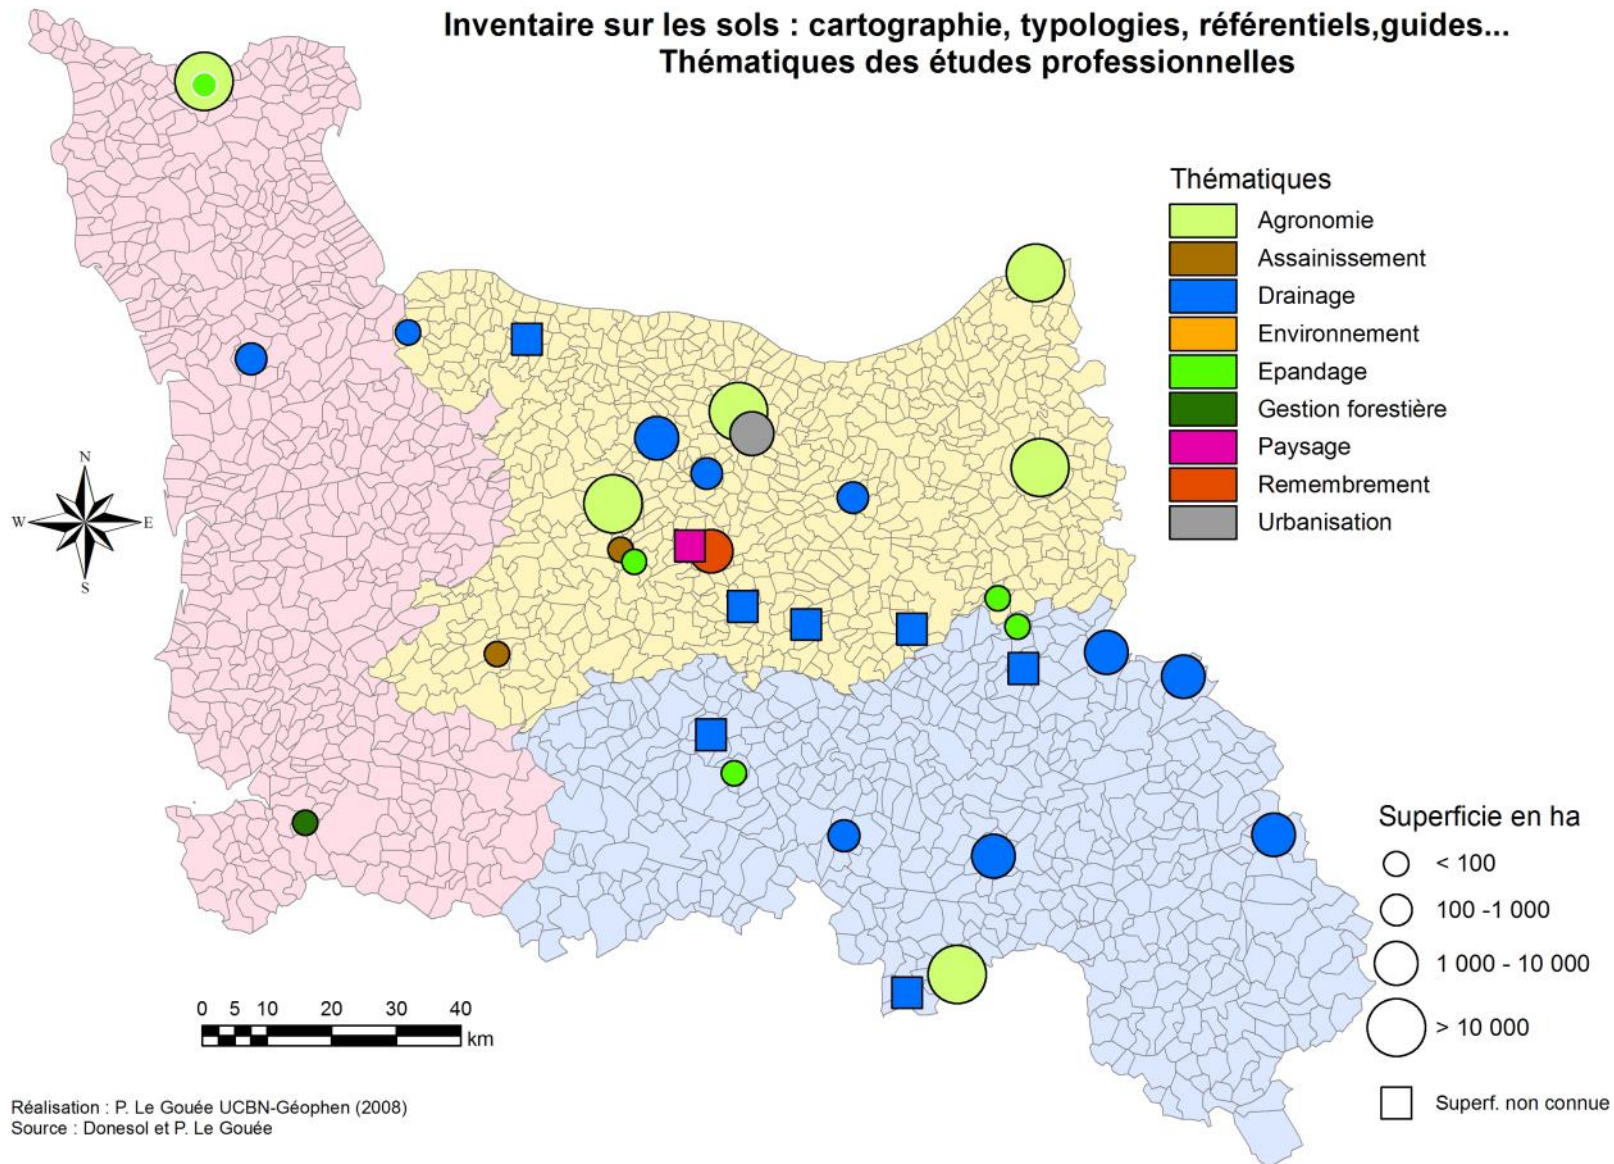 Inventaire sur les sols : cartographie, typologies, référentiels,guides...
Thématiques des études professionnelles
Thématiques
Agronomie
Assainissement
Drainage
Environnement
Epandage
Gestion forestière
Paysage
Remembrement
Urbanisation
N
W
E
S
Superficie en ha
< 100
100 -1 000
1 000 - 10 000
> 10 000
Superf. non connue
0 5 10 20 30 40
km
Réalisation : P. Le Gouée UCBN-Géophen (2008)
Source : Donesol et P. Le Gouée